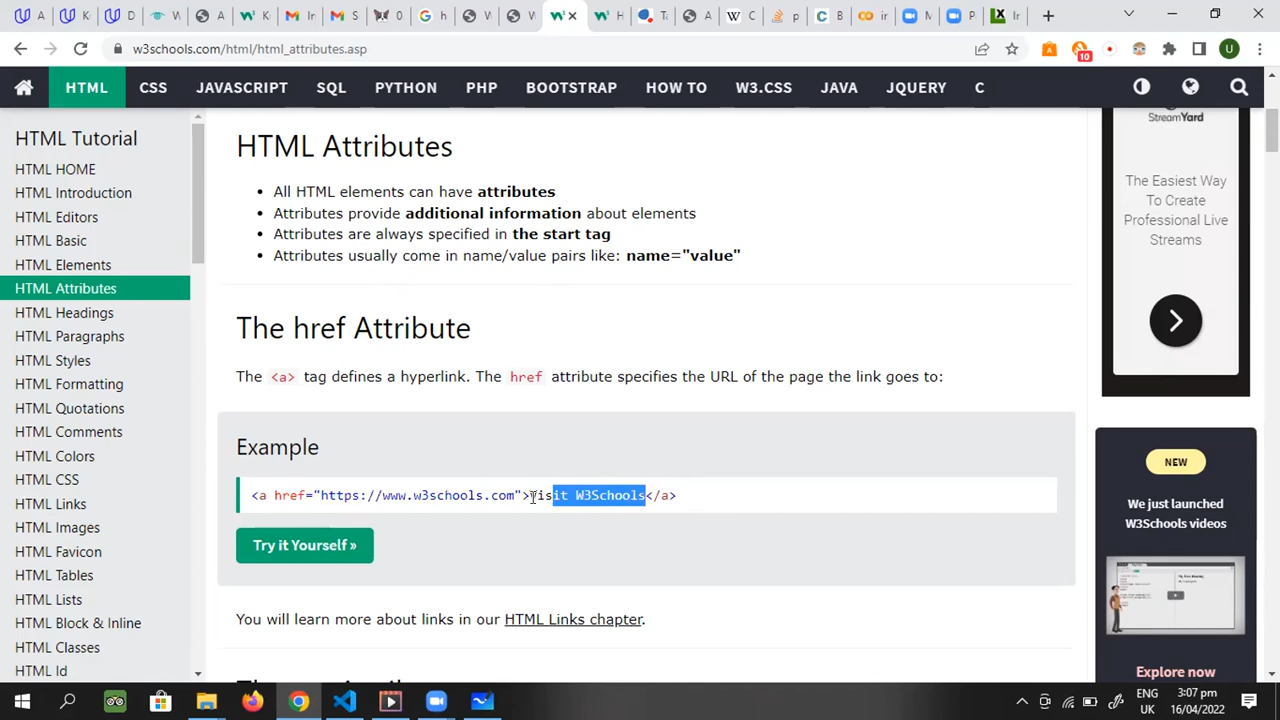 w3schools.com/html/html_attributes.asp
10
U
HTML CSS JAVASCRIPT SQL PYTHON PHP BOOTSTRAP HOW TO W3.CSS JAVA JQUERY C
HTML Tutorial
HTML HOME
HTML Introduction
HTML Editors
HTML Basic
HTML Elements
HTML Attributes
HTML Headings
HTML Paragraphs
HTML Styles
HTML Formatting
HTML Quotations
HTML Comments
HTML Colors
HTML CSS
HTML Links
HTML Images
HTML Favicon
HTML Tables
HTML Lists
HTML Block & Inline
HTML Classes
HTML Id
HTML Attributes
• All HTML elements can have attributes
• Attributes provide additional information about elements
• Attributes are always specified in the start tag
• Attributes usually come in name/value pairs like: name="value"
The href Attribute
The <a> tag defines a hyperlink. The href attribute specifies the URL of the page the link goes to:
Example
<a href="https://www.w3schools.com">Visit W3Schools</a>
Try it Yourself »
You will learn more about links in our HTML Links chapter.
StreamYard
The Easiest Way
To Create
Professional Live
Streams
NEW
We just launched
W3Schools videos
Explore now
ENG
UK
3:07 pm
16/04/2022